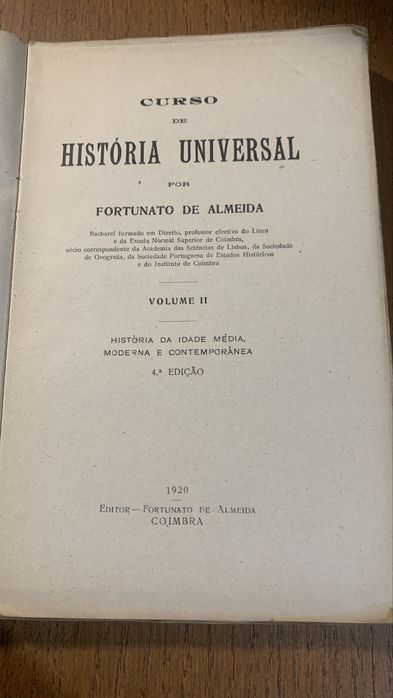 CURSO
DE
HISTÓRIA UNIVERSAL
POR
FORTUNATO DE ALMEIDA
Bacharel formado em Direito, professor efectivo do Liceu
e da Escola Normal Superior de Coimbra,
sócio correspondente da Academia das Sciências de Lisboa, da Sociedade
de Geografia, da Sociedade Portuguesa de Estudos Históricos
e do Instituto de Coimbra
VOLUME II
HISTÓRIA DA IDADE MÉDIA,
MODERNA E CONTEMPORÂNEA
4.ª EDIÇÃO
1920
EDITOR — FORTUNATO DE ALMEIDA
COIMBRA